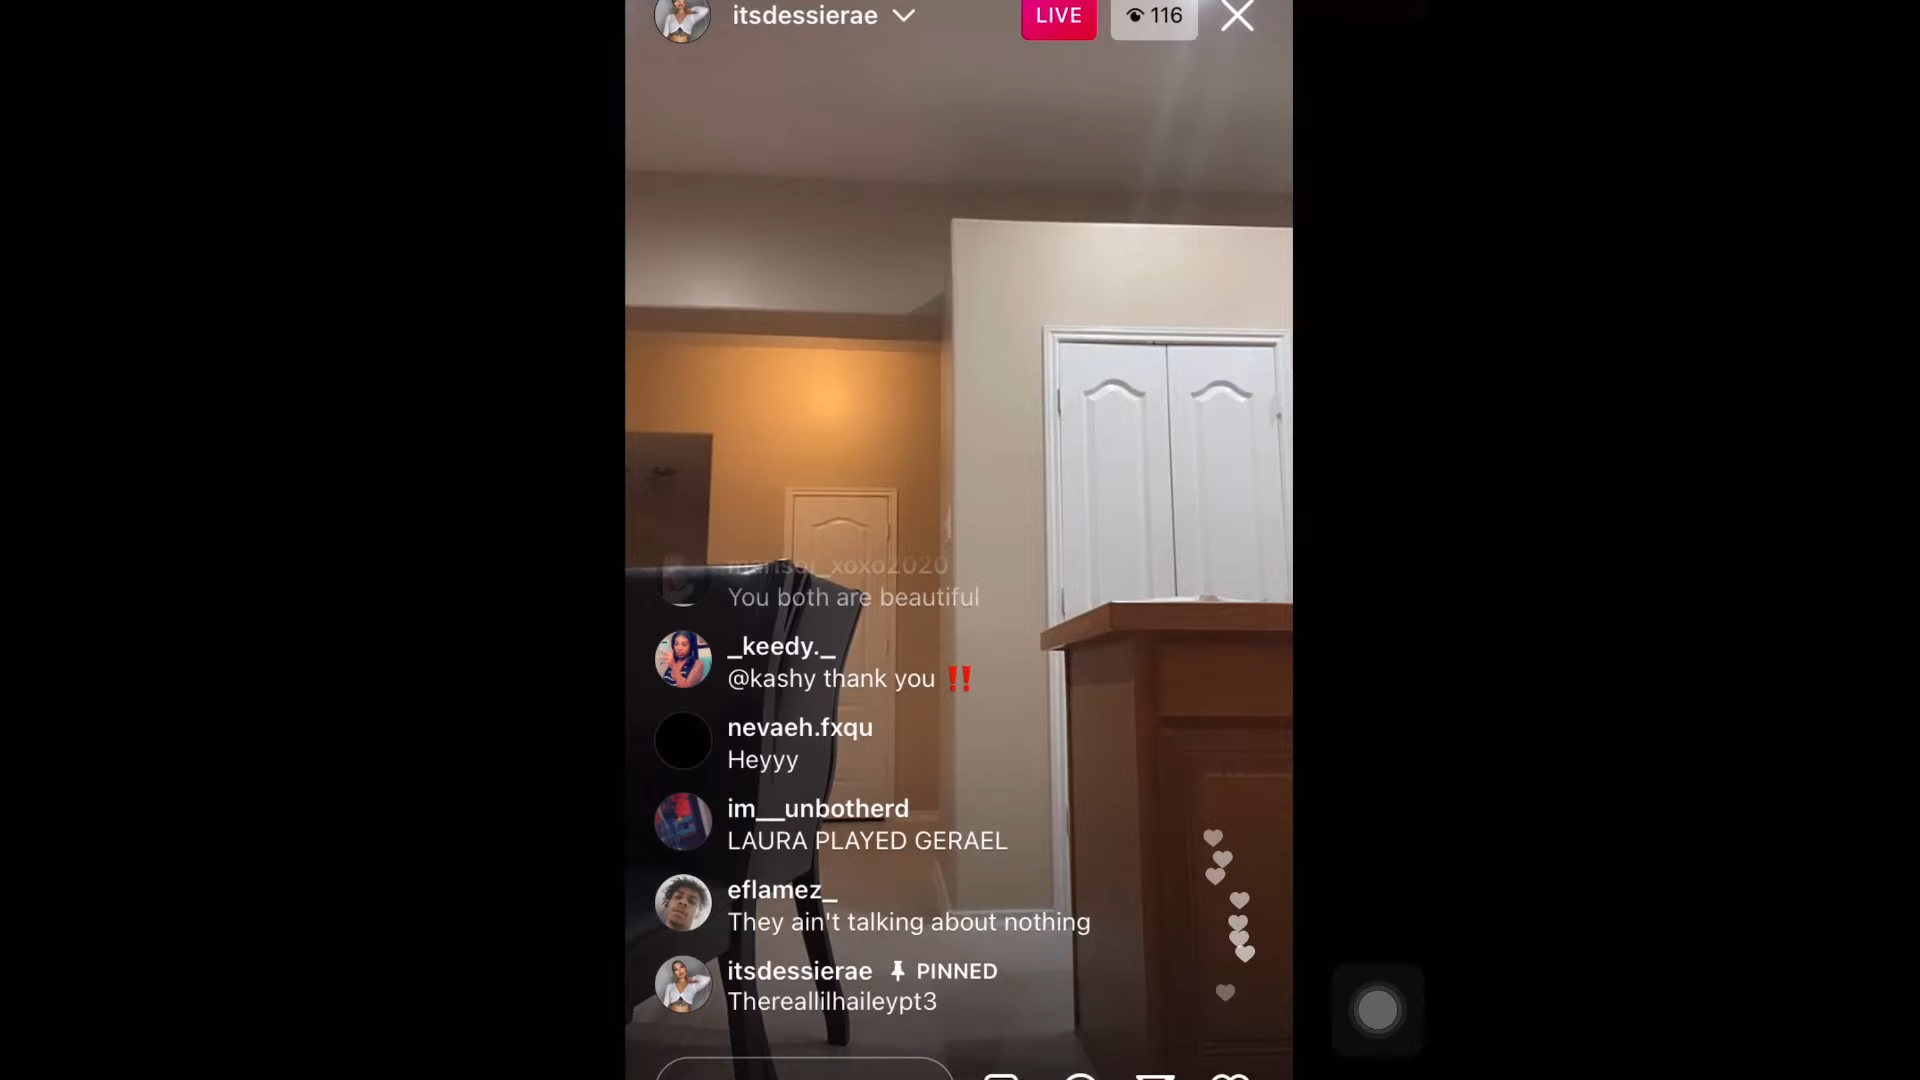 itsdessierae
LIVE
116
marisol_xoxo2020
You both are beautiful
_keedy._
@kashy thank you ‼️
nevaeh.fxqu
Heyyy
im__unbotherd
LAURA PLAYED GERAEL
eflamez_
They ain't talking about nothing
itsdessierae PINNED
Thereallilhaileypt3